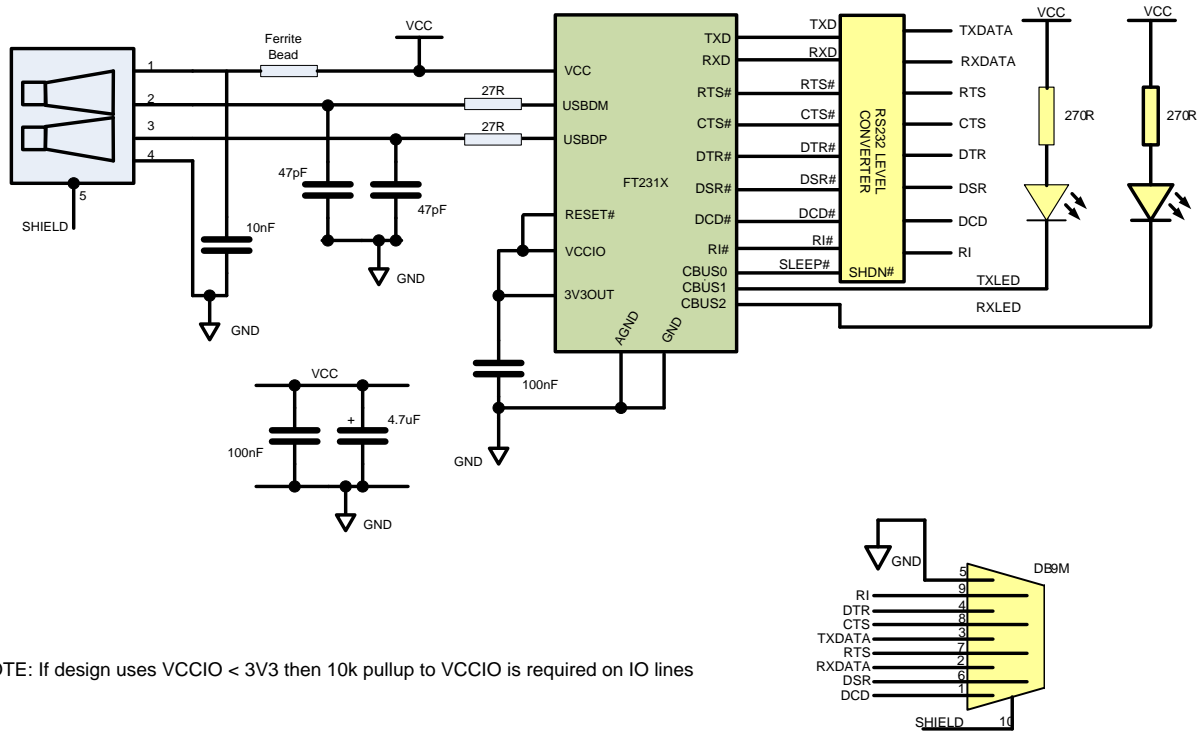 Ferrite
Bead
VCC
1
2
3
4
5
SHIELD
27R
27R
47pF
47pF
10nF
GND
GND
VCC
USBDM
USBDP
RESET#
VCCIO
3V3OUT
FT231X
AGND
GND
TXD
RXD
RTS#
CTS#
DTR#
DSR#
DCD#
RI#
CBUS0
CBUS1
CBUS2
TXD
RXD
RTS#
CTS#
DTR#
DSR#
DCD#
RI#
SLEEP#
RS232 LEVEL
CONVERTER
SHDN#
TXDATA
RXDATA
RTS
CTS
DTR
DSR
DCD
RI
TXLED
RXLED
VCC
270R
VCC
270R
100nF
GND
VCC
100nF
+
4.7uF
GND
GND
DB9M
5
RI 9
DTR 4
CTS 8
TXDATA 3
RTS 7
RXDATA 2
DSR 6
DCD 1
SHIELD 10
OTE: If design uses VCCIO < 3V3 then 10k pullup to VCCIO is required on IO lines